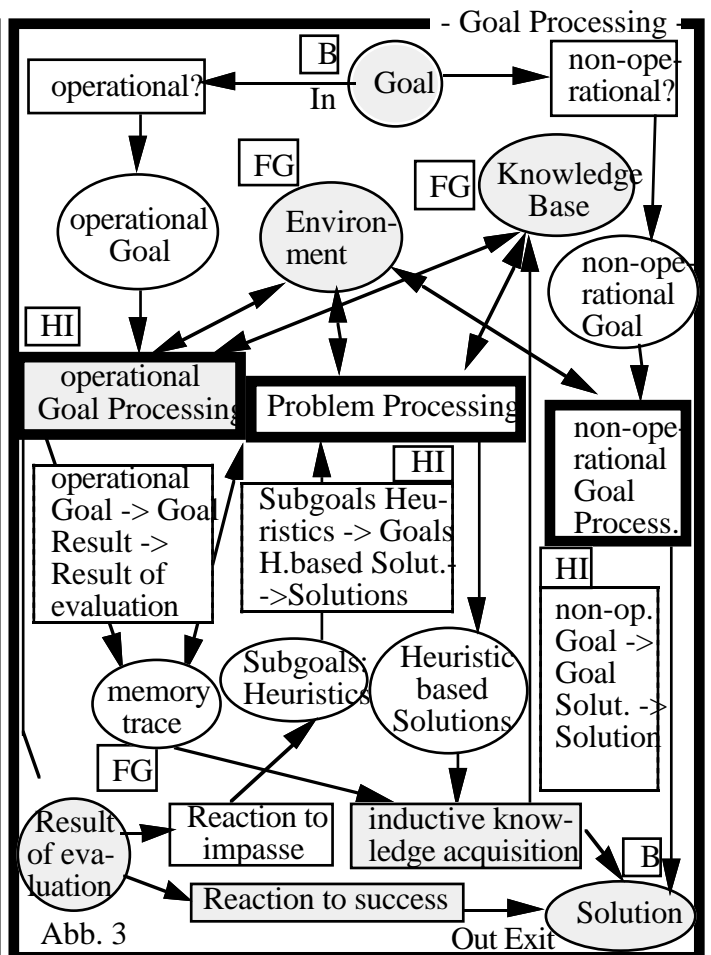 - Goal Processing -
B
Goal
operational?
In
non-ope-
rational?
FG
FG
Knowledge
Base
operational
Goal
Environ-
ment
non-ope-
rational
Goal
HI
operational
Goal Processing
Problem Processing
non-ope-
rational
Goal
Process.
HI
operational
Goal -> Goal
Result ->
Result of
evaluation
Subgoals Heu-
ristics -> Goals
H.based Solut.-
->Solutions
HI
non-op.
Goal ->
Goal
Solut. ->
Solution
memory
trace
Subgoals:
Heuristics
Heuristic
based
Solutions
FG
Result
of eva-
luation
Reaction to
impasse
inductive know-
ledge acquisition
B
Reaction to success
Solution
Abb. 3
Out Exit